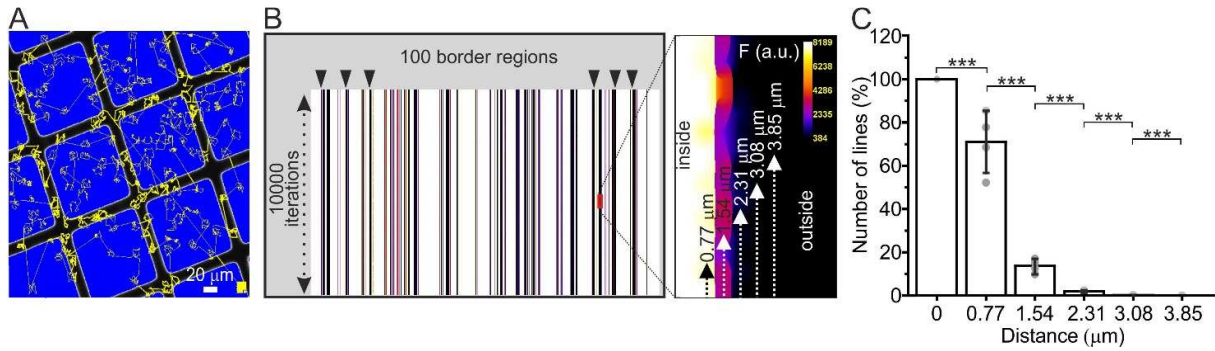 A
20 μm
B
100 border regions
10000
iterations
F (a.u.)
8189
6286
4236
2335
384
inside
0.77 μm
1.54 μm
2.31 μm
3.08 μm
3.85 μm
outside
C
120
100
80
60
40
20
0
Number of lines (%)
***
***
***
***
***
0 0.77 1.54 2.31 3.08 3.85
Distance (μm)